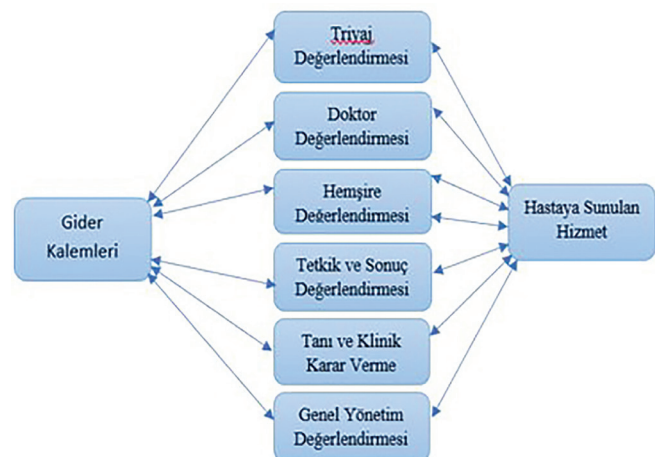 Trivaj
Değerlendirmesi
Doktor
Değerlendirmesi
Hemşire
Değerlendirmesi
Gider
Kalemleri
Hastaya Sunulan
Hizmet
Tetkik ve Sonuç
Değerlendirmesi
Tanı ve Klinik
Karar Verme
Genel Yönetim
Değerlendirmesi